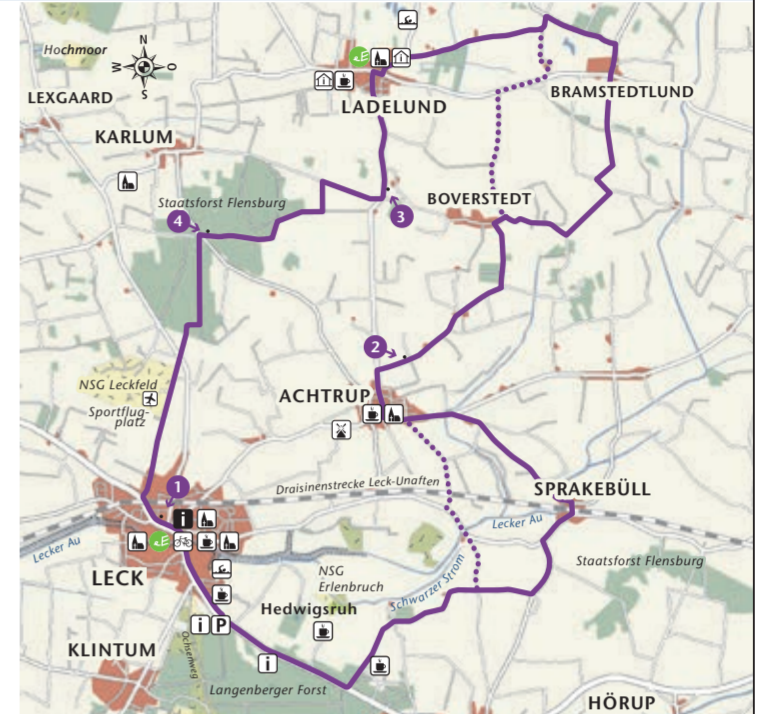 Hochmoor
N
W
O
S
LEXGAARD
KARLUM
LADELUND
BRAMSTEDTLUND
Staatsforst Flensburg
4
3
BOVERSTEDT
2
NSG Leckfeld
Sportflug-
platz
ACHTRUP
1
Draisinenstrecke Leck-Unaften
SPRAKEBÜLL
i
Lecker Au
Lecker Au
E
E
LECK
NSG
Erlenbruch
Schwarzer Strom
Staatsforst Flensburg
Hedwigsruh
i P
Ochsenweg
KLINTUM
i
Langenberger Forst
HÖRUP